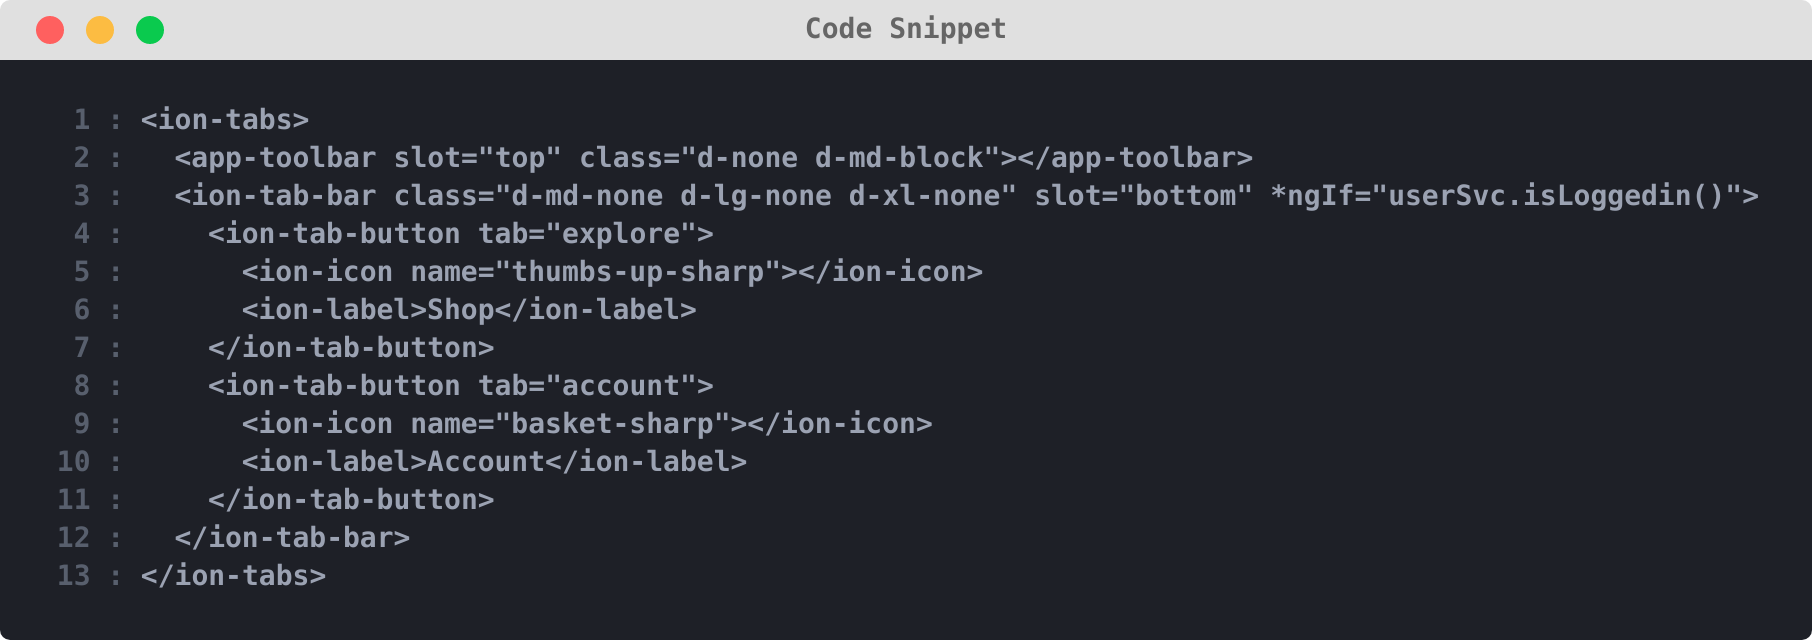 Code Snippet
1 : <ion-tabs>
2 :   <app-toolbar slot="top" class="d-none d-md-block"></app-toolbar>
3 :   <ion-tab-bar class="d-md-none d-lg-none d-xl-none" slot="bottom" *ngIf="userSvc.isLoggedin()">
4 :     <ion-tab-button tab="explore">
5 :       <ion-icon name="thumbs-up-sharp"></ion-icon>
6 :       <ion-label>Shop</ion-label>
7 :     </ion-tab-button>
8 :     <ion-tab-button tab="account">
9 :       <ion-icon name="basket-sharp"></ion-icon>
10 :       <ion-label>Account</ion-label>
11 :     </ion-tab-button>
12 :   </ion-tab-bar>
13 : </ion-tabs>